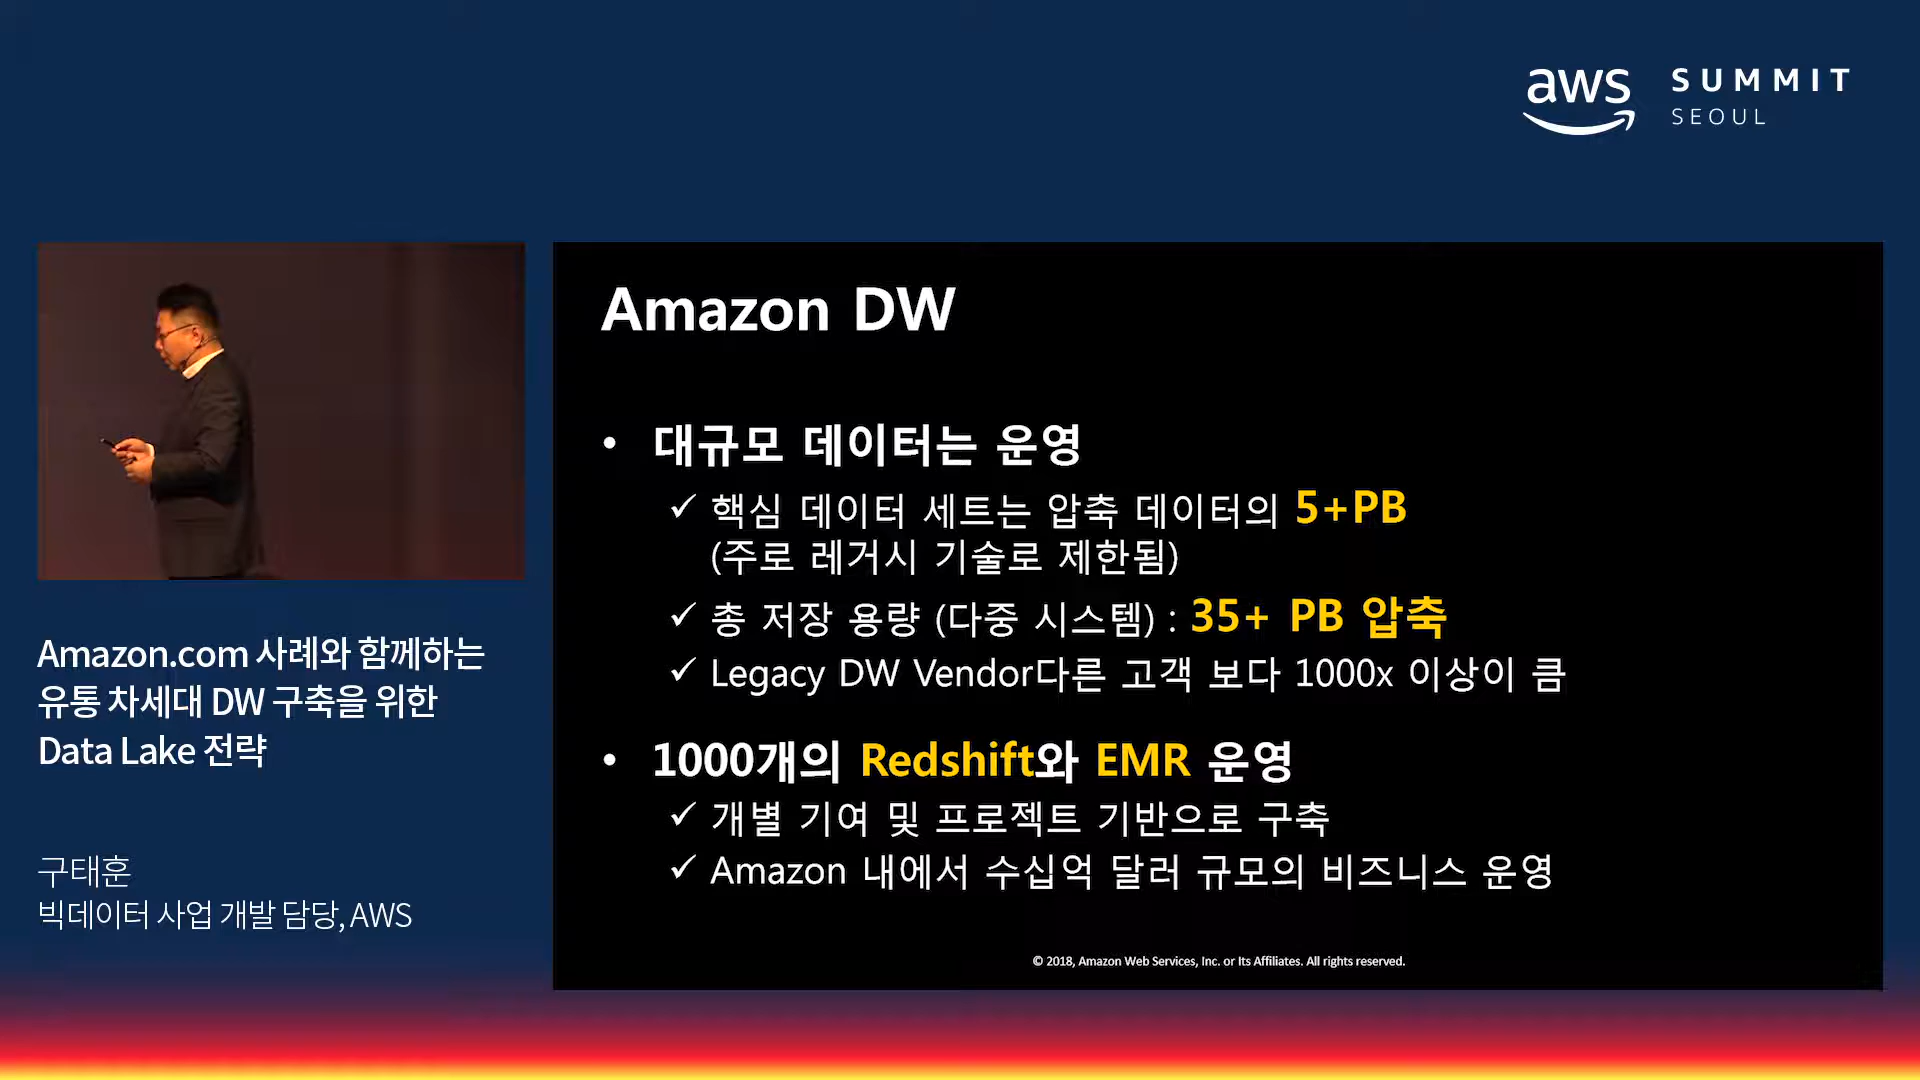 aws SUMMIT
SEOUL
Amazon DW
• 대규모 데이터는 운영
✓ 핵심 데이터 세트는 압축 데이터의 5+PB
(주로 레거시 기술로 제한됨)
✓ 총 저장 용량 (다중 시스템) : 35+ PB 압축
✓ Legacy DW Vendor다른 고객 보다 1000x 이상이 큼
• 1000개의 Redshift와 EMR 운영
✓ 개별 기여 및 프로젝트 기반으로 구축
✓ Amazon 내에서 수십억 달러 규모의 비즈니스 운영
© 2018, Amazon Web Services, Inc. or Its Affiliates. All rights reserved.
Amazon.com 사례와 함께하는
유통 차세대 DW 구축을 위한
Data Lake 전략
구태훈
빅데이터 사업 개발 담당, AWS